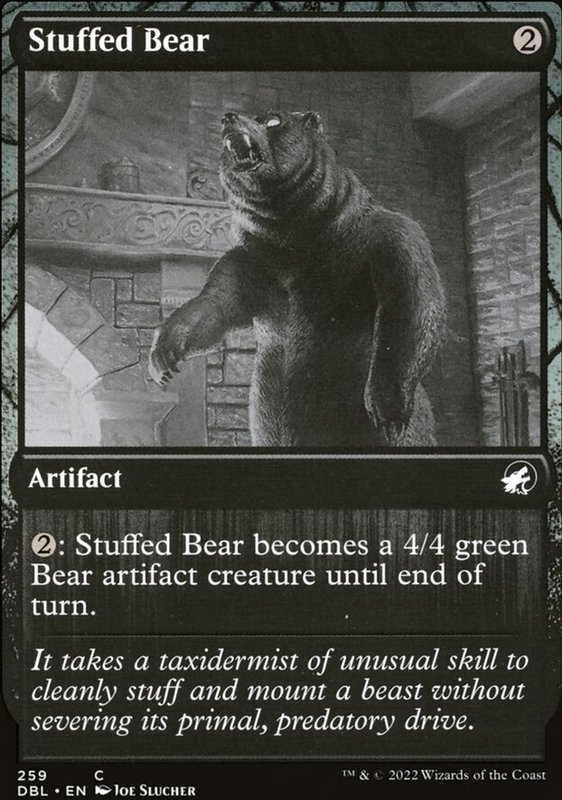 Stuffed Bear 2
Artifact
2: Stuffed Bear becomes a 4/4 green
Bear artifact creature until end of
turn.
It takes a taxidermist of unusual skill to
cleanly stuff and mount a beast without
severing its primal, predatory drive.
259 C
DBL • EN Joe Slucher
™ & © 2022 Wizards of the Coast